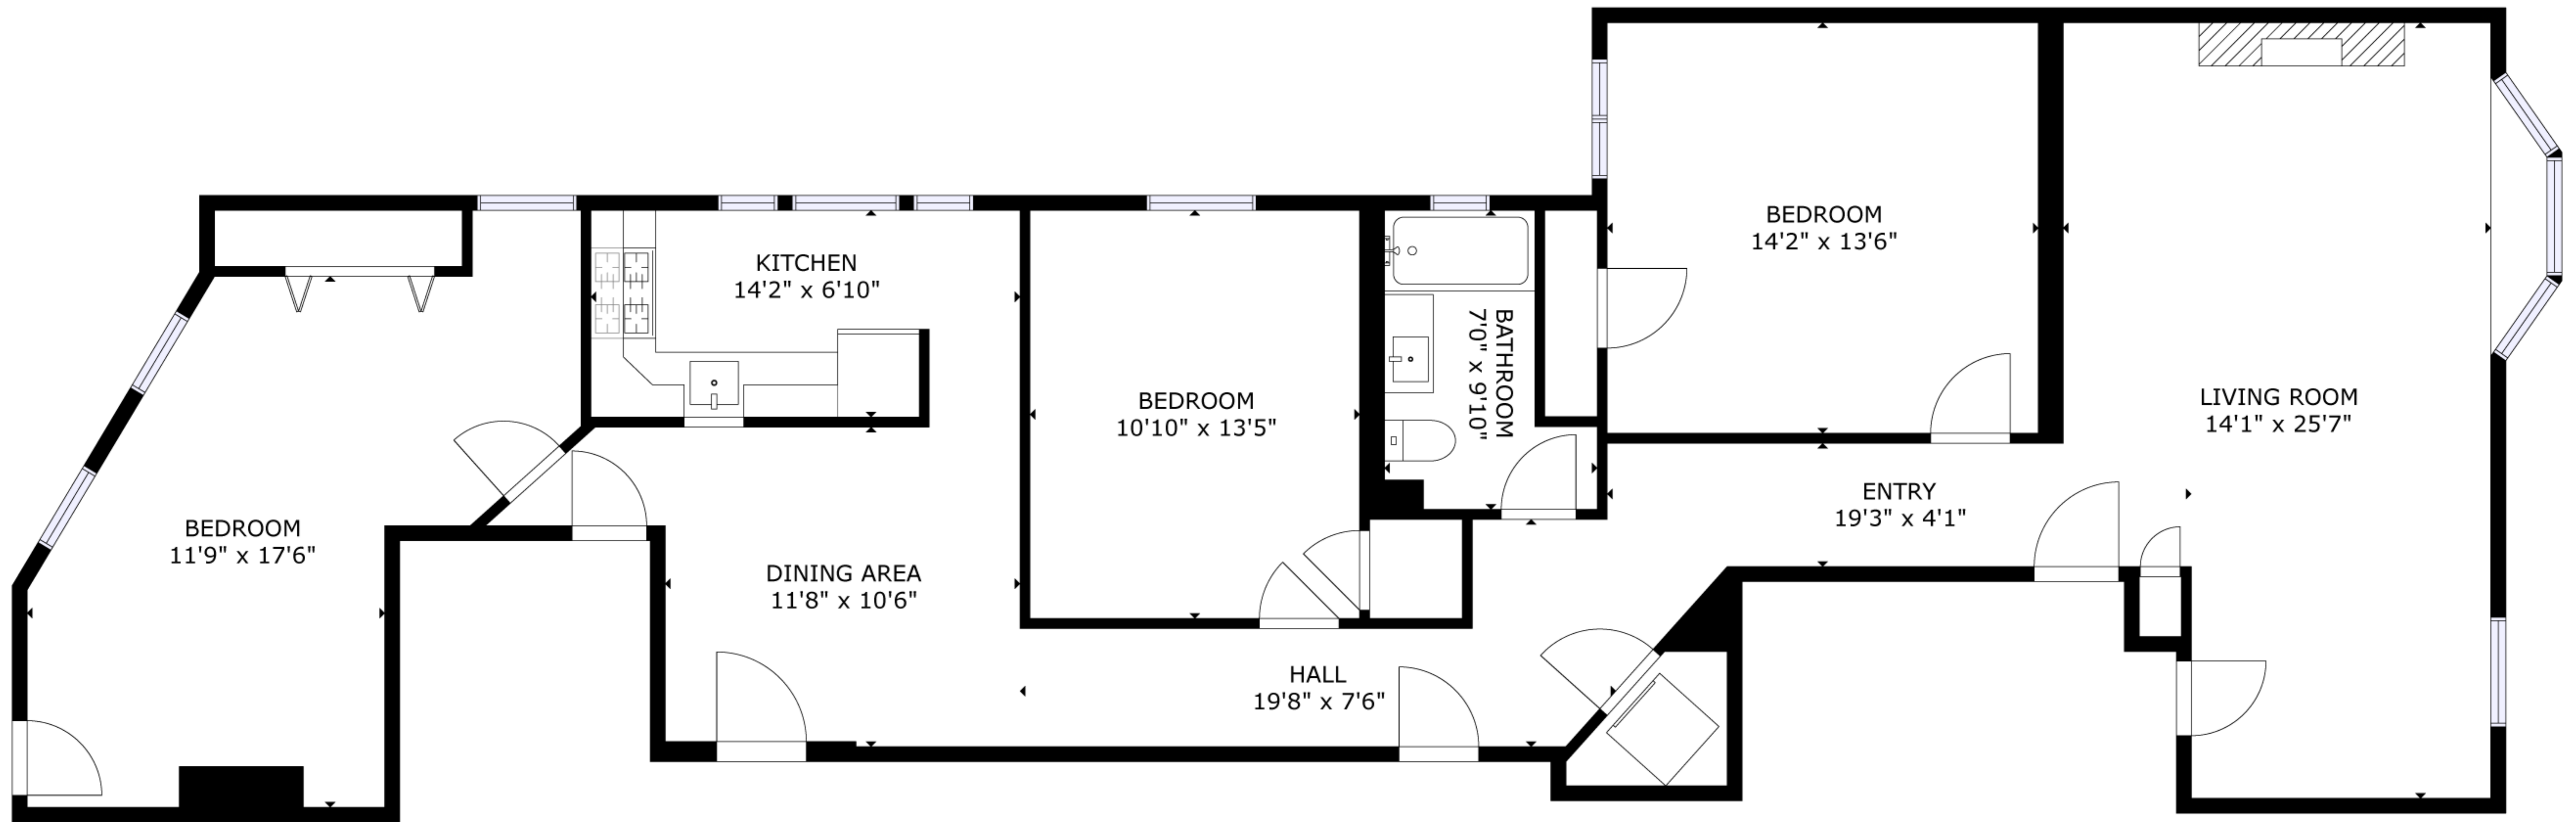 BEDROOM
11'9" x 17'6"
KITCHEN
14'2" x 6'10"
DINING AREA
11'8" x 10'6"
BEDROOM
10'10" x 13'5"
HALL
19'8" x 7'6"
BATHROOM
7'0" x 9'10"
BEDROOM
14'2" x 13'6"
ENTRY
19'3" x 4'1"
LIVING ROOM
14'1" x 25'7"